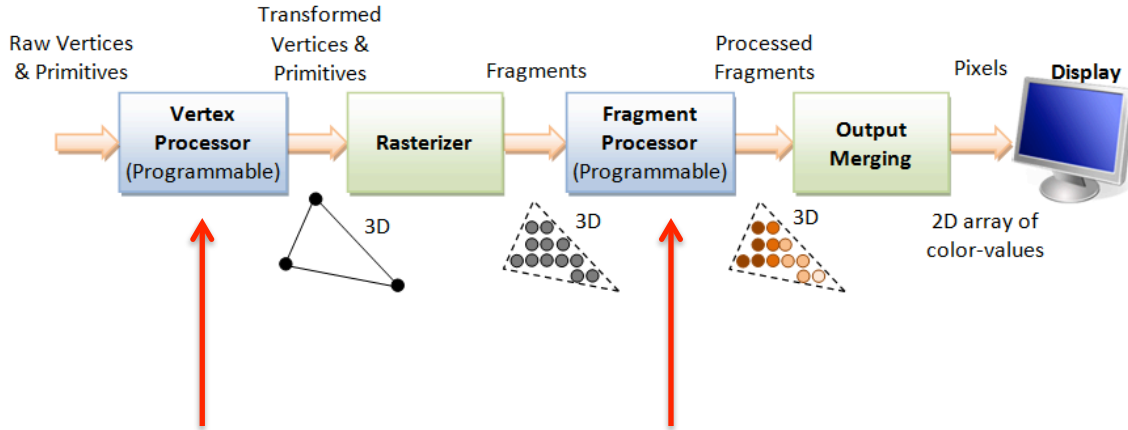 Raw Vertices
& Primitives
Vertex
Processor
(Programmable)
Transformed
Vertices &
Primitives
3D
Rasterizer
Fragments
3D
Fragment
Processor
(Programmable)
Processed
Fragments
3D
Output
Merging
Pixels
2D array of
color-values
Display